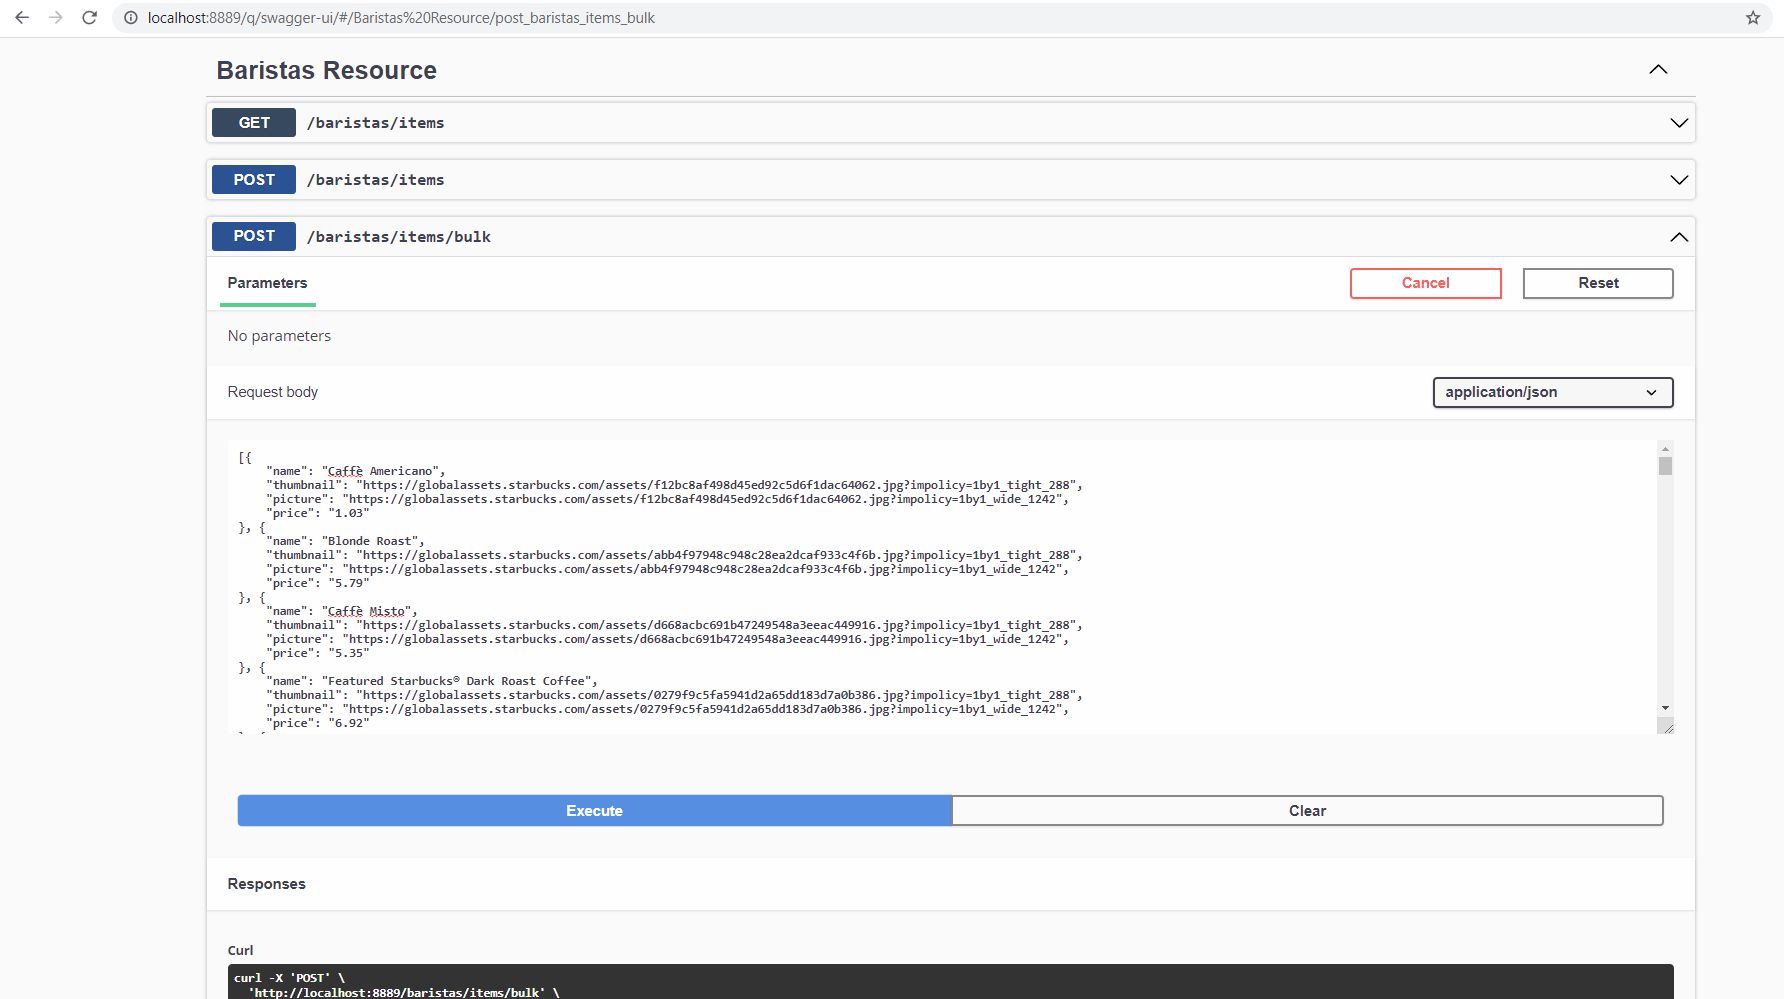 localhost:8889/q/swagger-ui/#/Baristas%20Resource/post_baristas_items_bulk
Baristas Resource
GET /baristas/items
POST /baristas/items
POST /baristas/items/bulk
Parameters Cancel Reset
No parameters
Request body application/json
[{
"name": "Caffè Americano",
"thumbnail": "https://globalassets.starbucks.com/assets/f12bc8af498d45ed92c5d6f1dac64062.jpg?impolicy=1by1_tight_288",
"picture": "https://globalassets.starbucks.com/assets/f12bc8af498d45ed92c5d6f1dac64062.jpg?impolicy=1by1_wide_1242",
"price": "1.03"
}, {
"name": "Blonde Roast",
"thumbnail": "https://globalassets.starbucks.com/assets/abb4f97948c948c28ea2dcaf933c4f6b.jpg?impolicy=1by1_tight_288",
"picture": "https://globalassets.starbucks.com/assets/abb4f97948c948c28ea2dcaf933c4f6b.jpg?impolicy=1by1_wide_1242",
"price": "5.79"
}, {
"name": "Caffè Misto",
"thumbnail": "https://globalassets.starbucks.com/assets/d668acbc691b47249548a3eeac449916.jpg?impolicy=1by1_tight_288",
"picture": "https://globalassets.starbucks.com/assets/d668acbc691b47249548a3eeac449916.jpg?impolicy=1by1_wide_1242",
"price": "5.35"
}, {
"name": "Featured Starbucks® Dark Roast Coffee",
"thumbnail": "https://globalassets.starbucks.com/assets/0279f9c5fa5941d2a65dd183d7a0b386.jpg?impolicy=1by1_tight_288",
"picture": "https://globalassets.starbucks.com/assets/0279f9c5fa5941d2a65dd183d7a0b386.jpg?impolicy=1by1_wide_1242",
"price": "6.92"
Execute Clear
Responses
Curl
curl -X 'POST' \
'http://localhost:8889/baristas/items/bulk' \